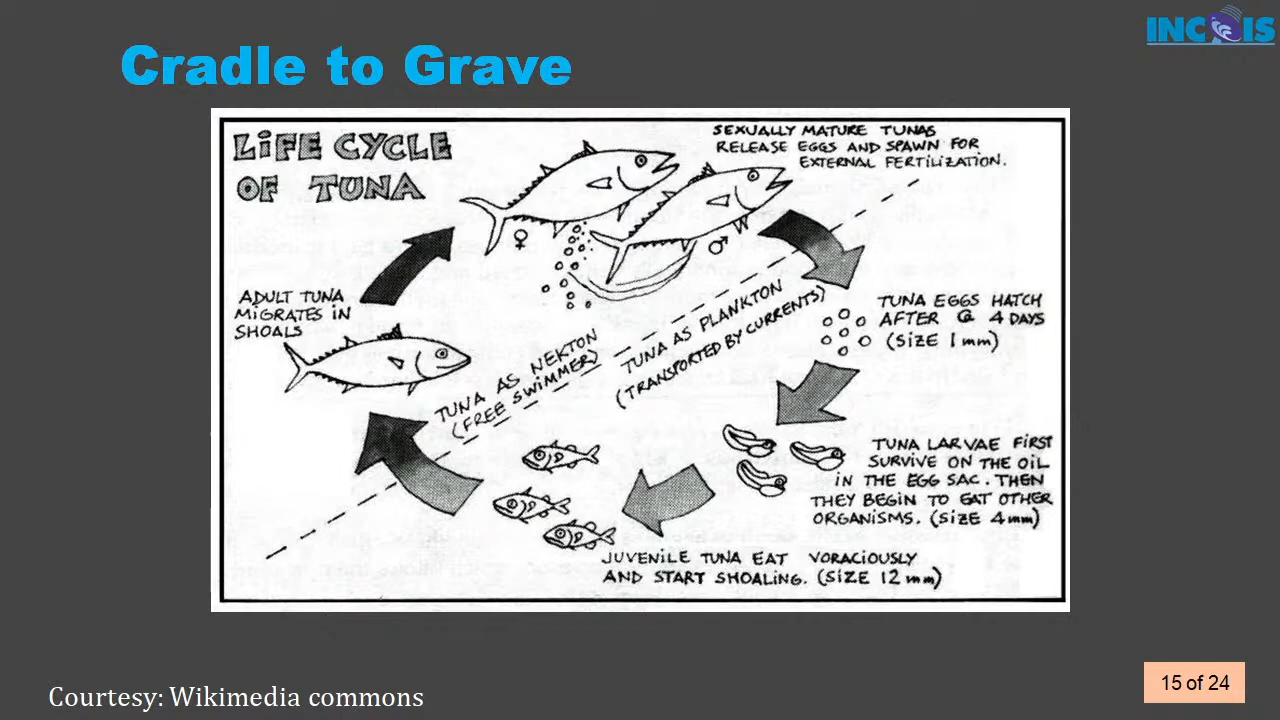 INCOIS
Cradle to Grave
LIFE CYCLE
OF TUNA
SEXUALLY MATURE TUNAS
RELEASE EGGS AND SPAWN FOR
EXTERNAL FERTILIZATION.
♀
♂
ADULT TUNA
MIGRATES IN
SHOALS
TUNA EGGS HATCH
AFTER @ 4 DAYS
(SIZE 1mm)
TUNA AS NEKTON
(FREE SWIMMER)
TUNA AS PLANKTON
(TRANSPORTED BY CURRENTS)
TUNA LARVAE FIRST
SURVIVE ON THE OIL
IN THE EGG SAC. THEN
THEY BEGIN TO EAT OTHER
ORGANISMS. (SIZE 4mm)
JUVENILE TUNA EAT VORACIOUSLY
AND START SHOALING. (SIZE 12mm)
Courtesy: Wikimedia commons
15 of 24